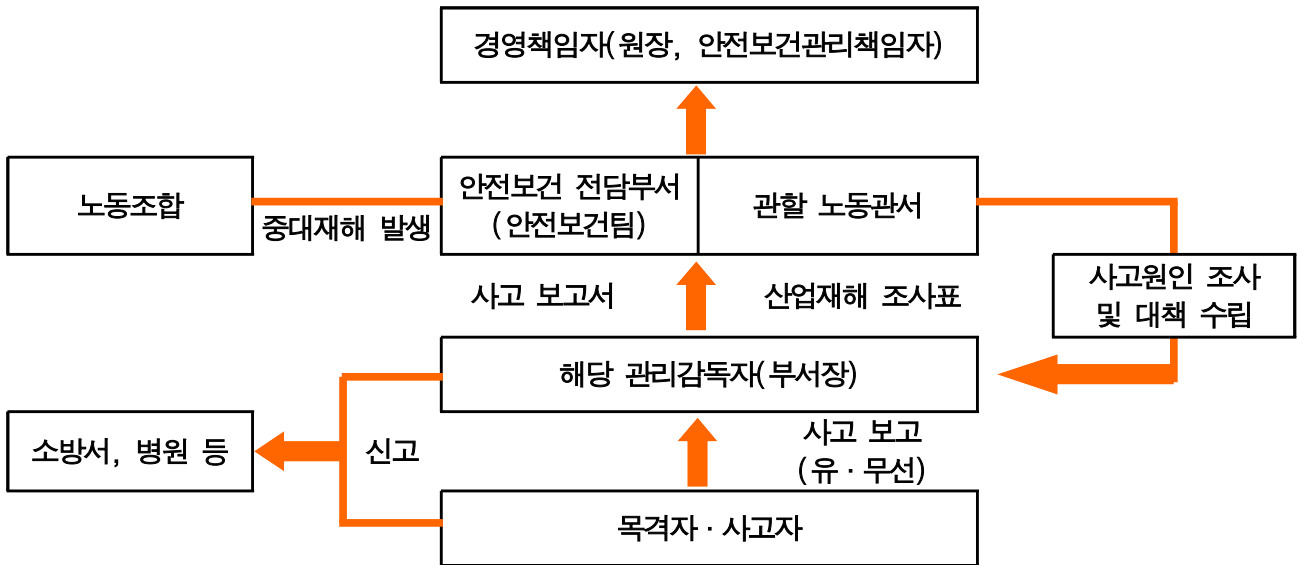 경영책임자(원장, 안전보건관리책임자)
노동조합
중대재해 발생
안전보건 전담부서
(안전보건팀)
관할 노동관서
사고원인 조사
및 대책 수립
사고 보고서
산업재해 조사표
해당 관리감독자(부서장)
소방서, 병원 등
신고
사고 보고
(유·무선)
목격자·사고자